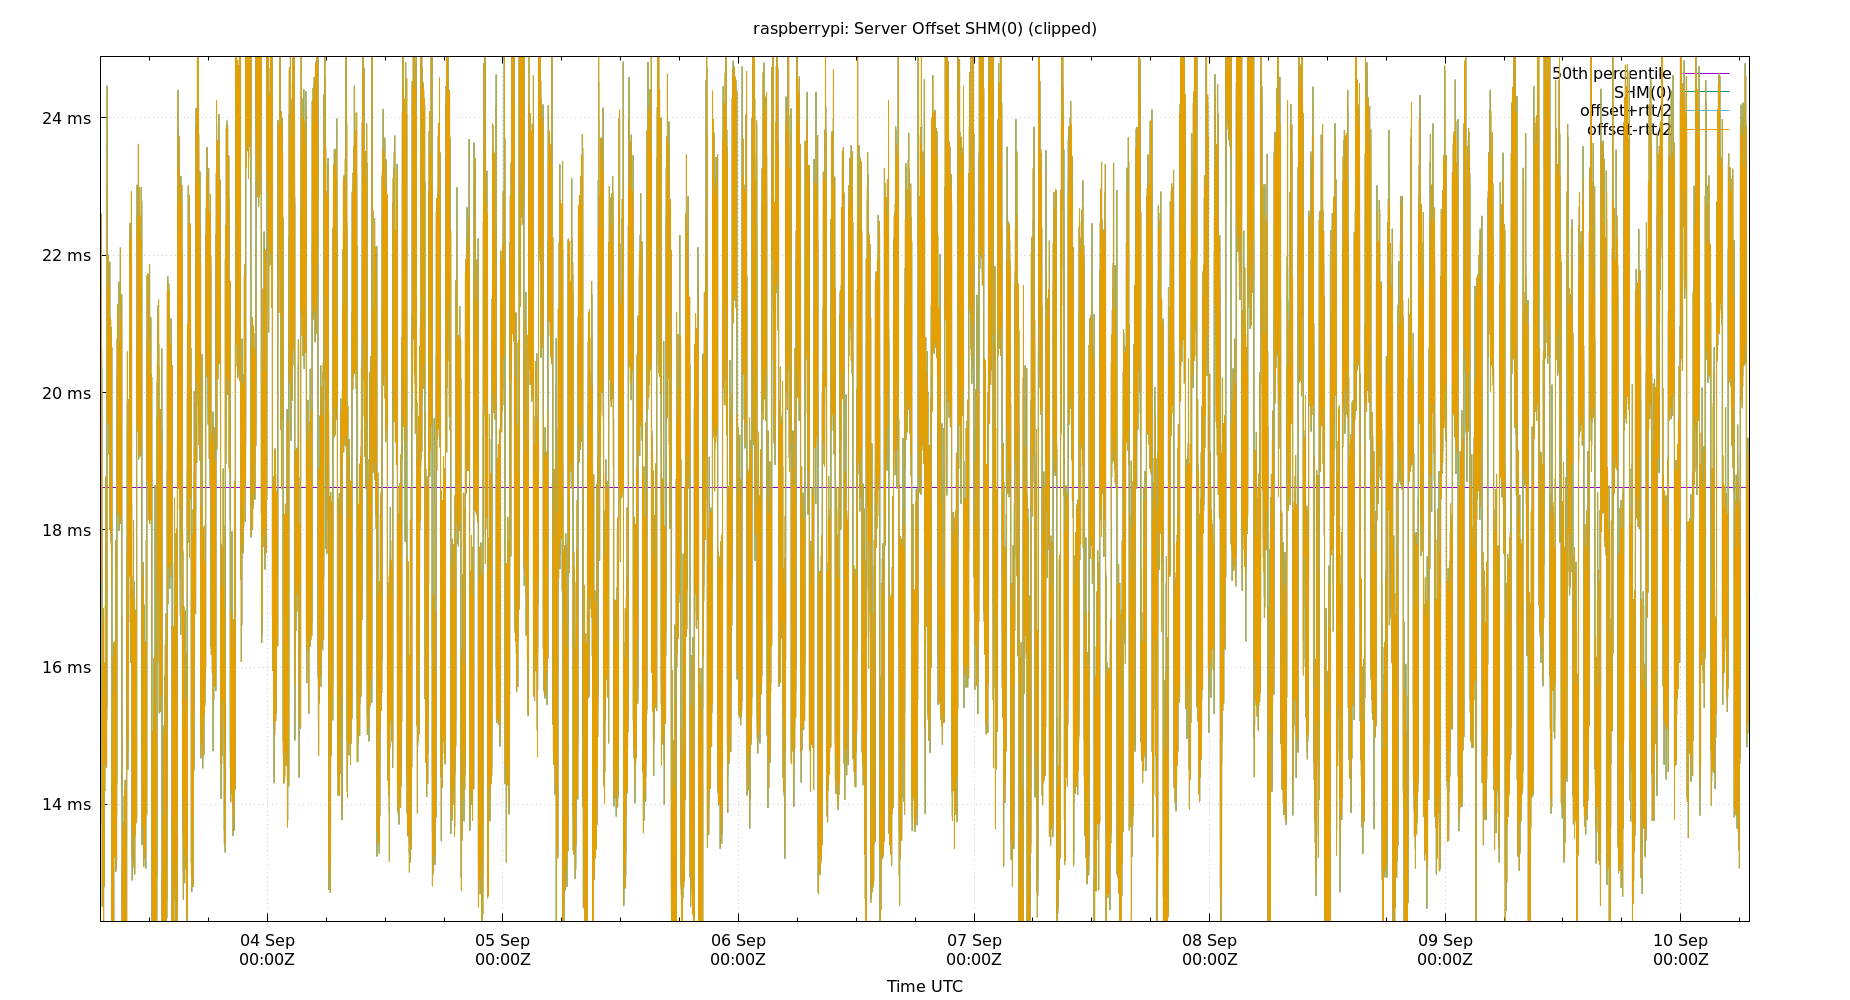 raspberrypi: Server Offset SHM(0) (clipped)
50th percentile
SHM(0)
offset+rtt/2
offset-rtt/2
24 ms
22 ms
20 ms
18 ms
16 ms
14 ms
04 Sep
00:00Z
05 Sep
00:00Z
06 Sep
00:00Z
07 Sep
00:00Z
08 Sep
00:00Z
09 Sep
00:00Z
10 Sep
00:00Z
Time UTC